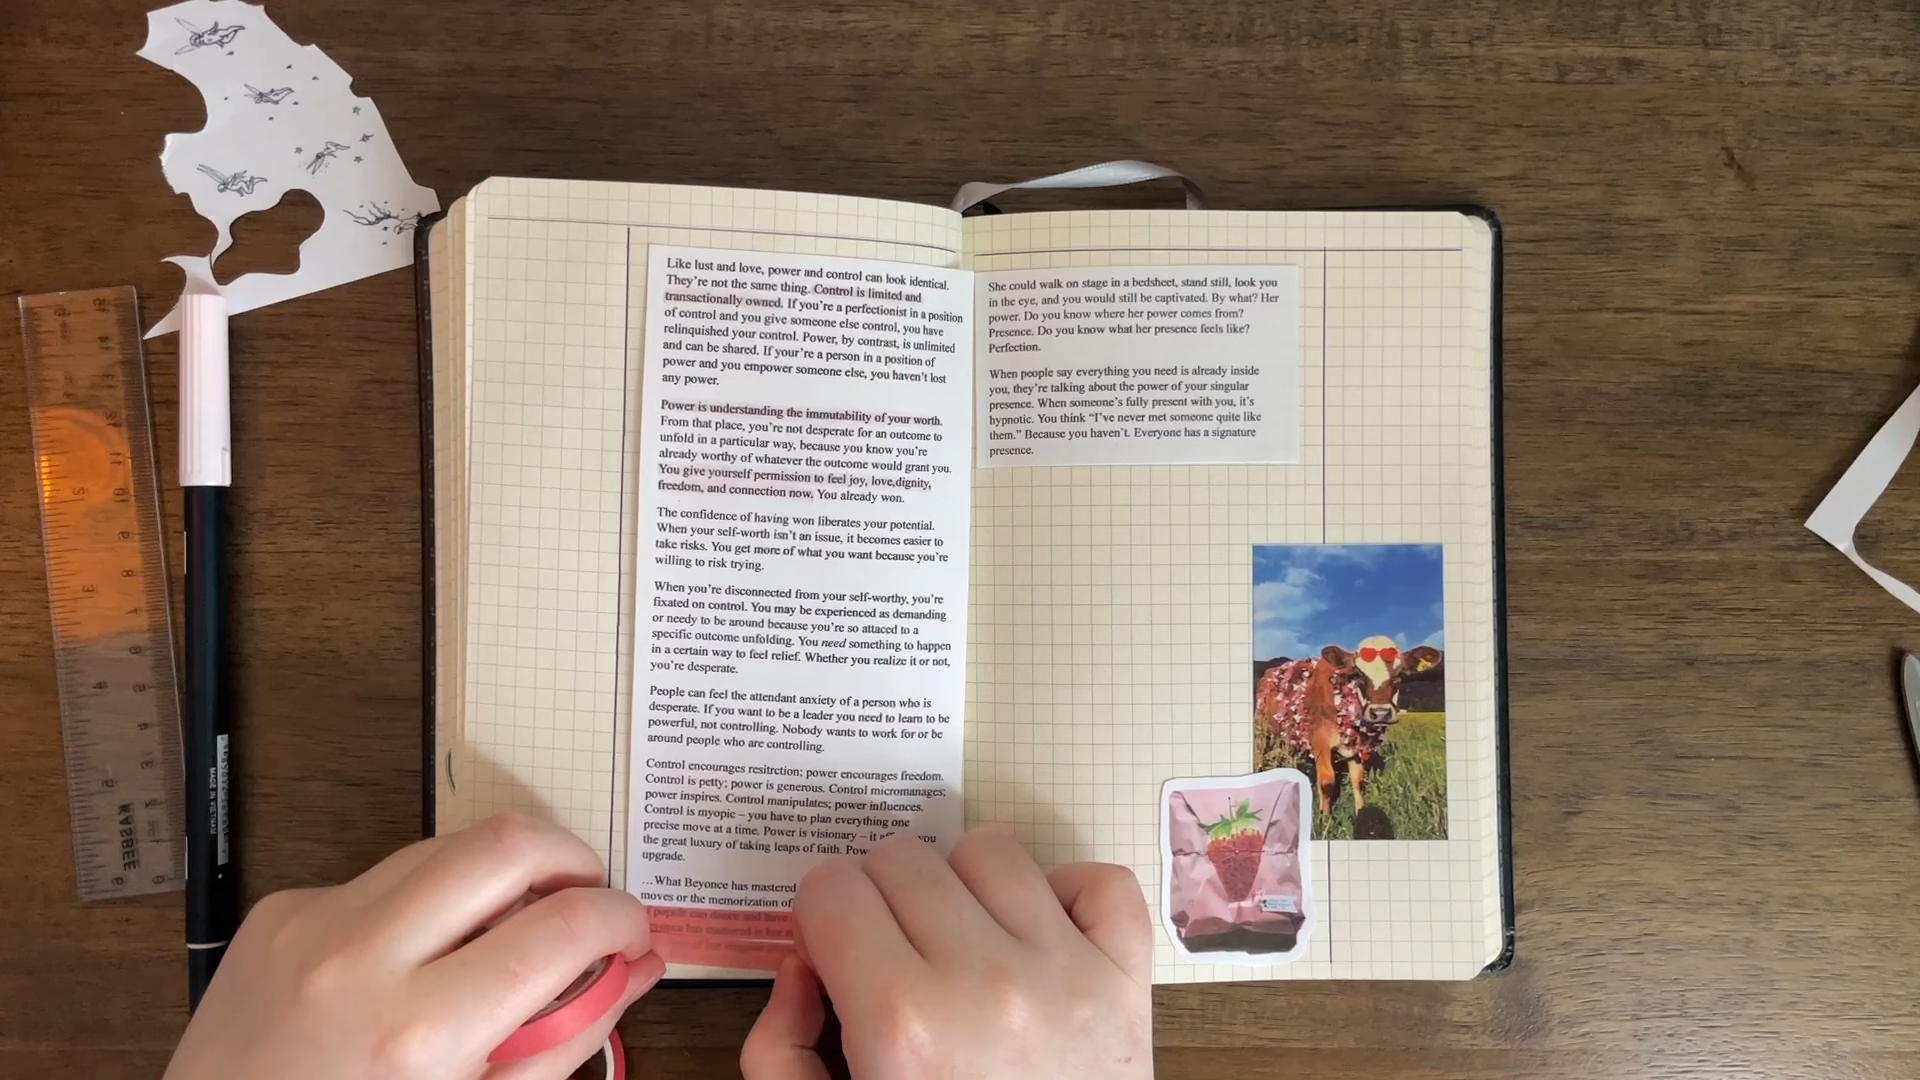 Like lust and love, power and control can look identical.
They're not the same thing. Control is limited and
transactionally owned. If you're a perfectionist in a position
of control and you give someone else control, you have
relinquished your control. Power, by contrast, is unlimited
and can be shared. If your're a person in a position of
power and you empower someone else, you haven't lost
any power.
Power is understanding the immutability of your worth.
From that place, you're not desperate for an outcome to
unfold in a particular way, because you know you're
already worthy of whatever the outcome would grant you.
You give yourself permission to feel joy, love,dignity,
freedom, and connection now. You already won.
The confidence of having won liberates your potential.
When your self-worth isn't an issue, it becomes easier to
take risks. You get more of what you want because you're
willing to risk trying.
When you're disconnected from your self-worthy, you're
fixated on control. You may be experienced as demanding
or needy to be around because you're so attaced to a
specific outcome unfolding. You need something to happen
in a certain way to feel relief. Whether you realize it or not,
you're desperate.
People can feel the attendant anxiety of a person who is
desperate. If you want to be a leader you need to learn to be
powerful, not controlling. Nobody wants to work for or be
around people who are controlling.
Control encourages resitrction; power encourages freedom.
Control is petty; power is generous. Control micromanages;
power inspires. Control manipulates; power influences.
Control is myopic – you have to plan everything one
precise move at a time. Power is visionary – it you
the great luxury of taking leaps of faith.
upgrade.
…What Beyonce has mastered
moves or the memorization of
can dance and have
has mastered is her
of her singular
She could walk on stage in a bedsheet, stand still, look you
in the eye, and you would still be captivated. By what? Her
power. Do you know where her power comes from?
Presence. Do you know what her presence feels like?
Perfection.
When people say everything you need is already inside
you, they're talking about the power of your singular
presence. When someone's fully present with you, it's
hypnotic. You think “I've never met someone quite like
them.” Because you haven't. Everyone has a signature
presence.
KASBEE
MADE IN VIETNAM